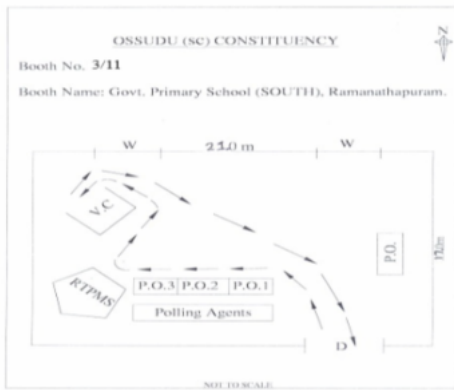 OSSUDU (SC) CONSTITUENCY
N
Booth No. 3/11
Booth Name: Govt. Primary School (SOUTH), Ramanathapuram.
W 21.0 m W
V.C
P.O.
RTPMS
P.O.3 P.O.2 P.O.1
Polling Agents
D
NOT TO SCALE